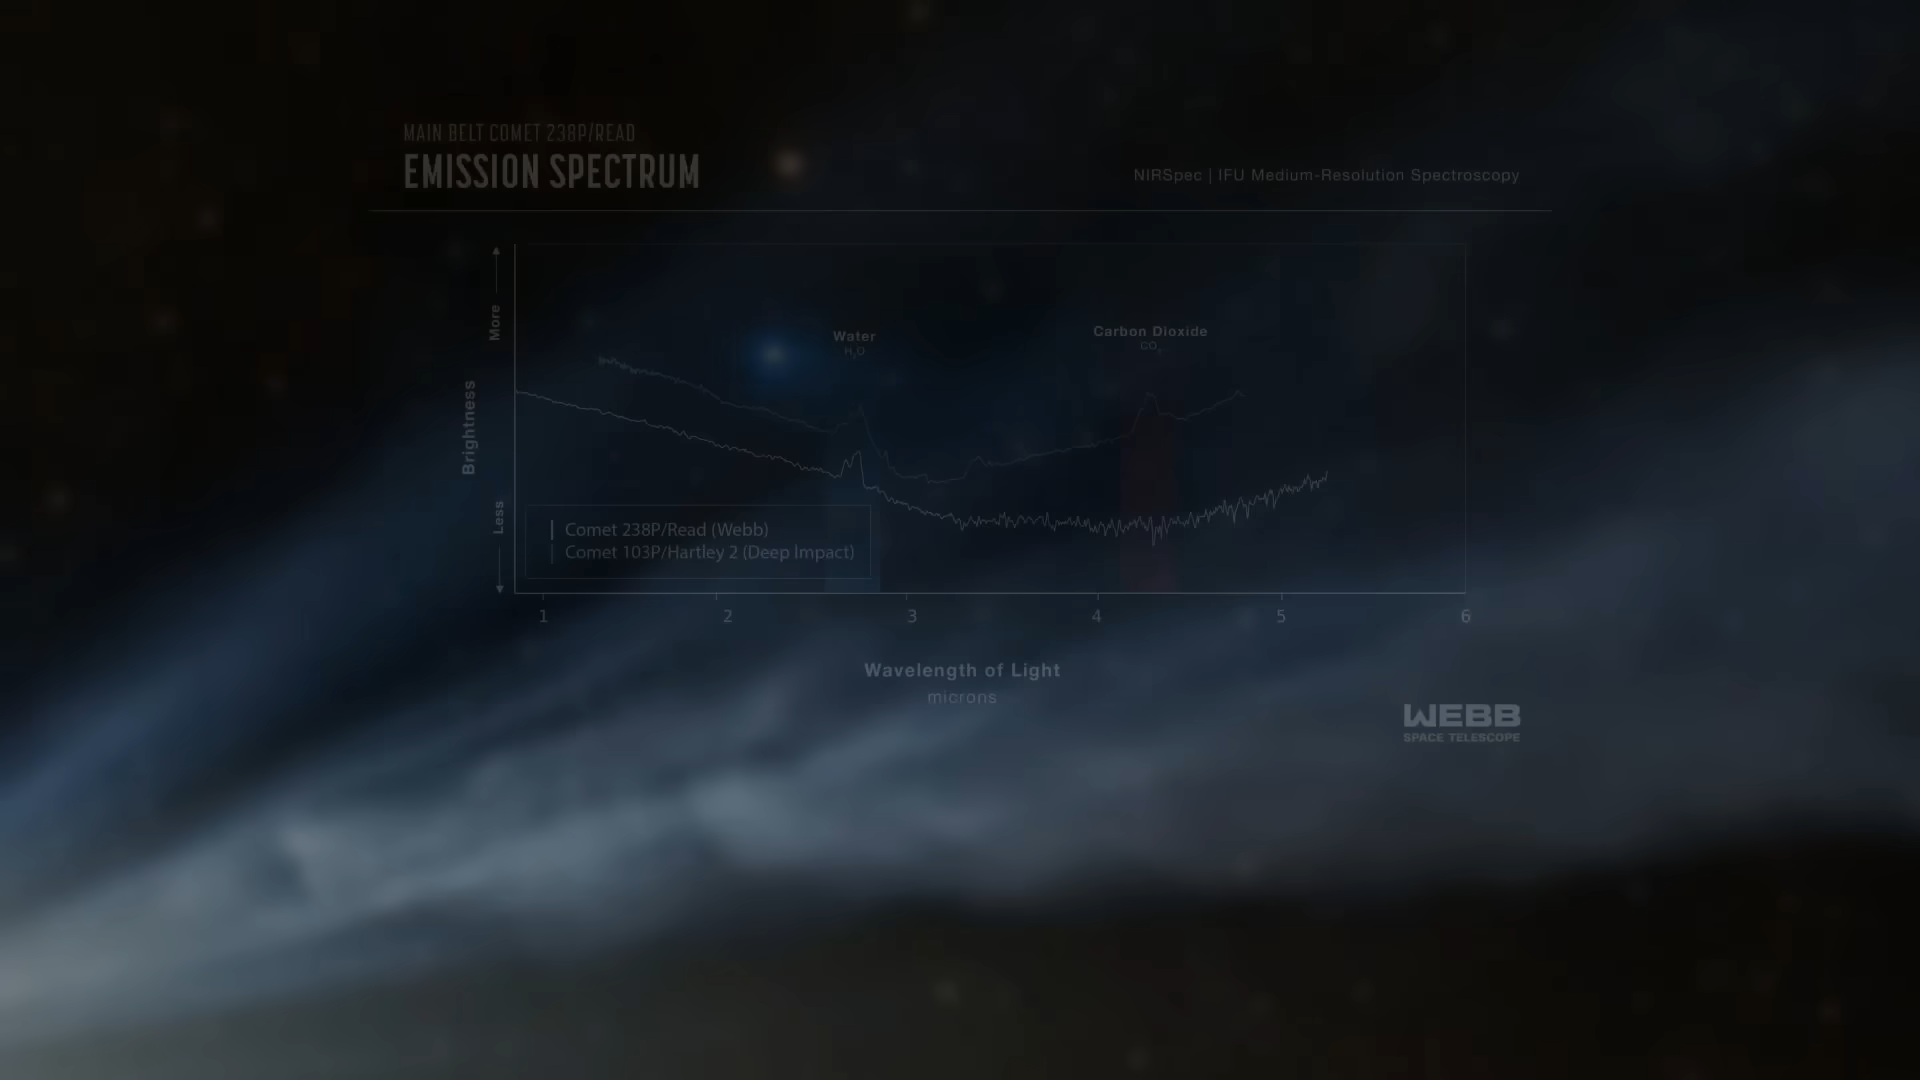 MAIN BELT COMET 238P/READ
EMISSION SPECTRUM
NIRSpec | IFU Medium-Resolution Spectroscopy
More
Brightness
Less
Water
H₂O
Carbon Dioxide
CO₂
Comet 238P/Read (Webb)
Comet 103P/Hartley 2 (Deep Impact)
1 2 3 4 5 6
Wavelength of Light
microns
WEBB
SPACE TELESCOPE